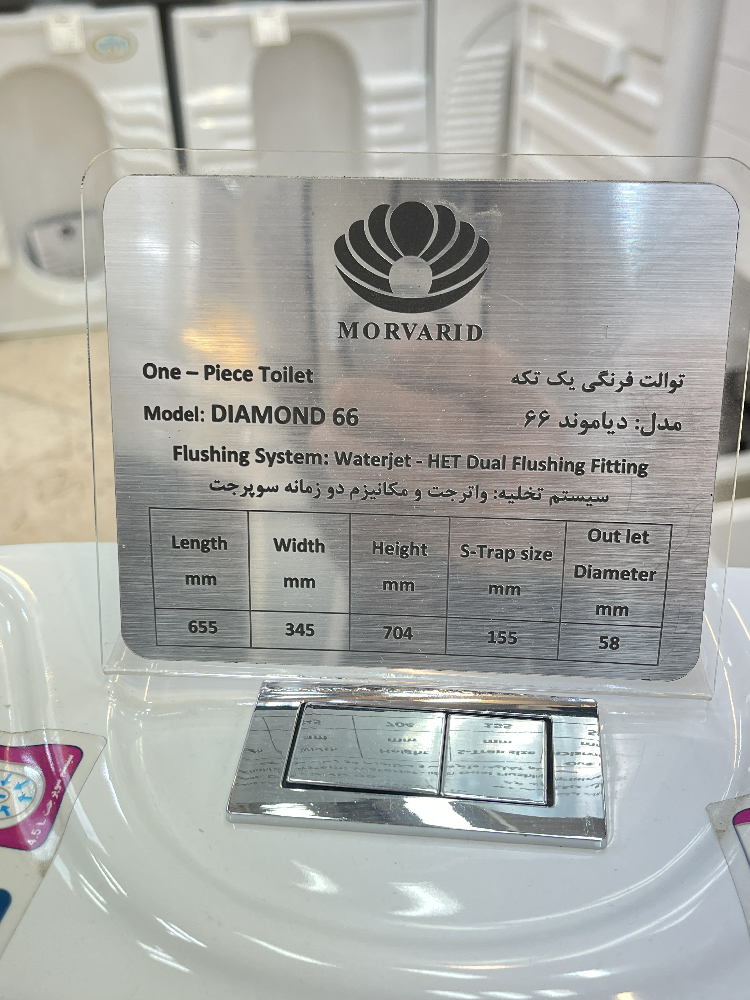 MORVARID
One – Piece Toilet
توالت فرنگی یک تکه
Model: DIAMOND 66
مدل: دیاموند ۶۶
Flushing System: Waterjet - HET Dual Flushing Fitting
سیستم تخلیه: واترجت و مکانیزم دو زمانه سوپرجت
Length mm | Width mm | Height mm | S-Trap size mm | Out let Diameter mm
655 | 345 | 704 | 155 | 58
4.5 L